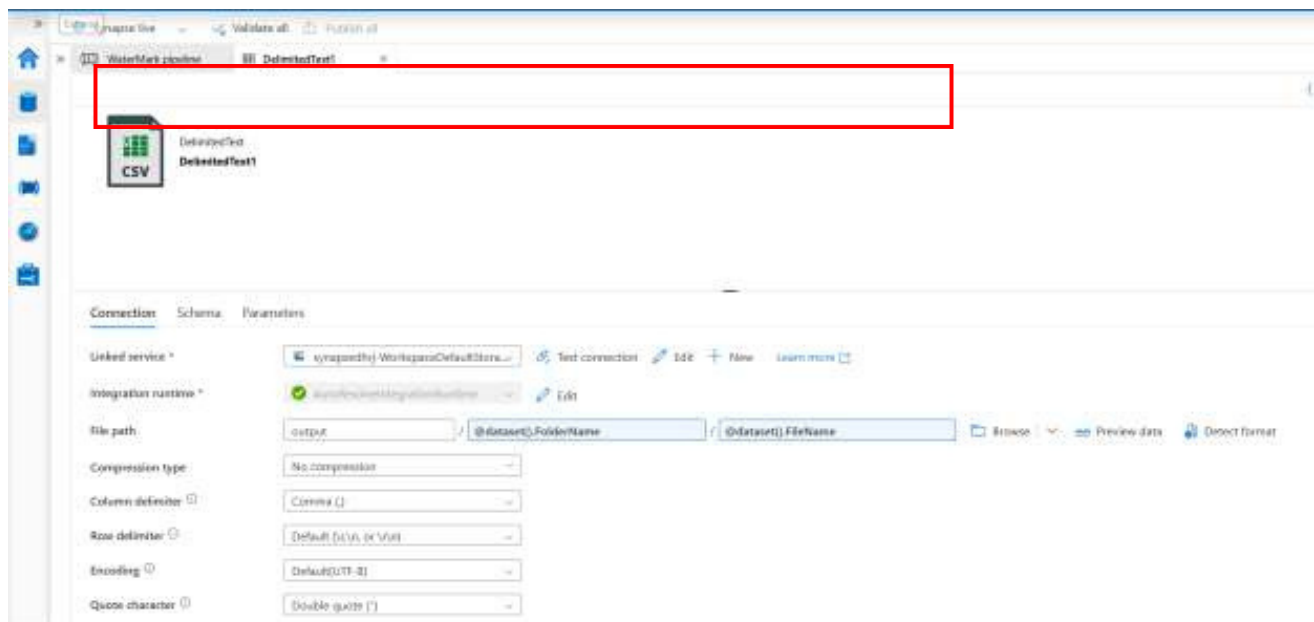 Synapse live Validate all Publish all
WaterMark pipeline DelimitedText1
DelimitedText
DelimitedText1
CSV
Connection Schema Parameters
Linked service * Test connection Edit New Learn more
Integration runtime * Edit
File path output / @dataset().FolderName / @dataset().FileName Browse Preview data Detect format
Compression type No compression
Column delimiter Comma (,)
Row delimiter
Encoding Default(UTF-8)
Quote character Double quote (")